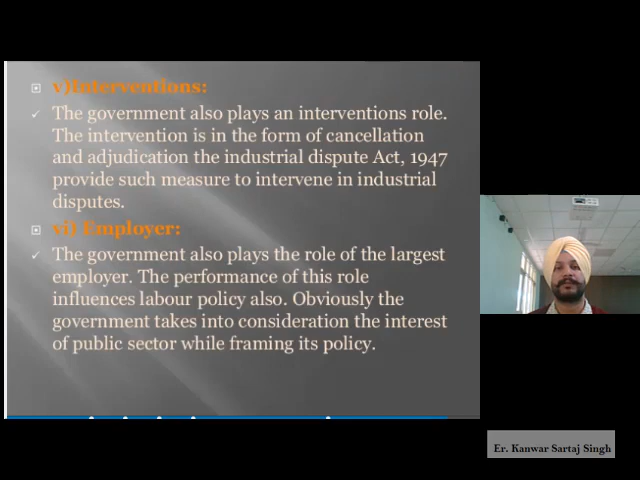 v)Interventions:
The government also plays an interventions role.
The intervention is in the form of cancellation
and adjudication the industrial dispute Act, 1947
provide such measure to intervene in industrial
disputes.
vi) Employer:
The government also plays the role of the largest
employer. The performance of this role
influences labour policy also. Obviously the
government takes into consideration the interest
of public sector while framing its policy.
Er. Kanwar Sartaj Singh